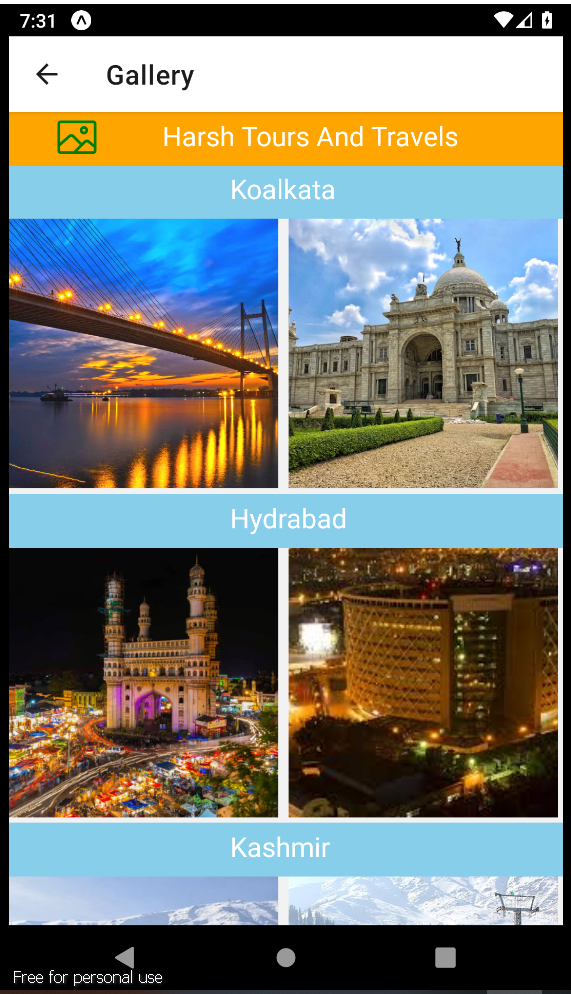 7:31
Gallery
Harsh Tours And Travels
Koalkata
Hydrabad
Kashmir
Free for personal use